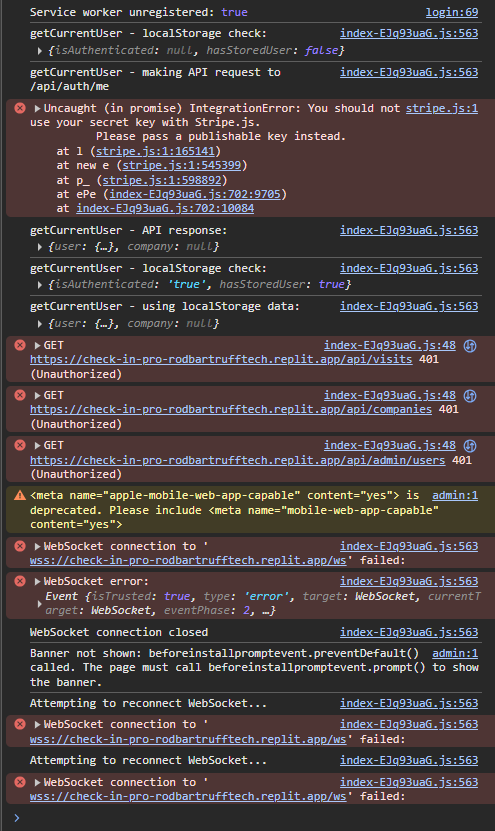 Service worker unregistered: true login:69
getCurrentUser - localStorage check: index-EJq93uaG.js:563
{isAuthenticated: null, hasStoredUser: false}
getCurrentUser - making API request to index-EJq93uaG.js:563
/api/auth/me
Uncaught (in promise) IntegrationError: You should not stripe.js:1
use your secret key with Stripe.js.
Please pass a publishable key instead.
at l (stripe.js:1:165141)
at new e (stripe.js:1:545399)
at p_ (stripe.js:1:598892)
at ePe (index-EJq93uaG.js:702:9705)
at index-EJq93uaG.js:702:10084
getCurrentUser - API response: index-EJq93uaG.js:563
{user: {…}, company: null}
getCurrentUser - localStorage check: index-EJq93uaG.js:563
{isAuthenticated: 'true', hasStoredUser: true}
getCurrentUser - using localStorage data: index-EJq93uaG.js:563
{user: {…}, company: null}
GET index-EJq93uaG.js:48
https://check-in-pro-rodbartrufftech.replit.app/api/visits 401
(Unauthorized)
GET index-EJq93uaG.js:48
https://check-in-pro-rodbartrufftech.replit.app/api/companies 401
(Unauthorized)
GET index-EJq93uaG.js:48
https://check-in-pro-rodbartrufftech.replit.app/api/admin/users 401
(Unauthorized)
<meta name="apple-mobile-web-app-capable" content="yes"> is admin:1
deprecated. Please include <meta name="mobile-web-app-capable"
content="yes">
WebSocket connection to ' index-EJq93uaG.js:563
wss://check-in-pro-rodbartrufftech.replit.app/ws' failed:
WebSocket error: index-EJq93uaG.js:563
Event {isTrusted: true, type: 'error', target: WebSocket, currentT
arget: WebSocket, eventPhase: 2, …}
WebSocket connection closed index-EJq93uaG.js:563
Banner not shown: beforeinstallpromptevent.preventDefault() admin:1
called. The page must call beforeinstallpromptevent.prompt() to show
the banner.
Attempting to reconnect WebSocket... index-EJq93uaG.js:563
WebSocket connection to ' index-EJq93uaG.js:563
wss://check-in-pro-rodbartrufftech.replit.app/ws' failed:
Attempting to reconnect WebSocket... index-EJq93uaG.js:563
WebSocket connection to ' index-EJq93uaG.js:563
wss://check-in-pro-rodbartrufftech.replit.app/ws' failed: